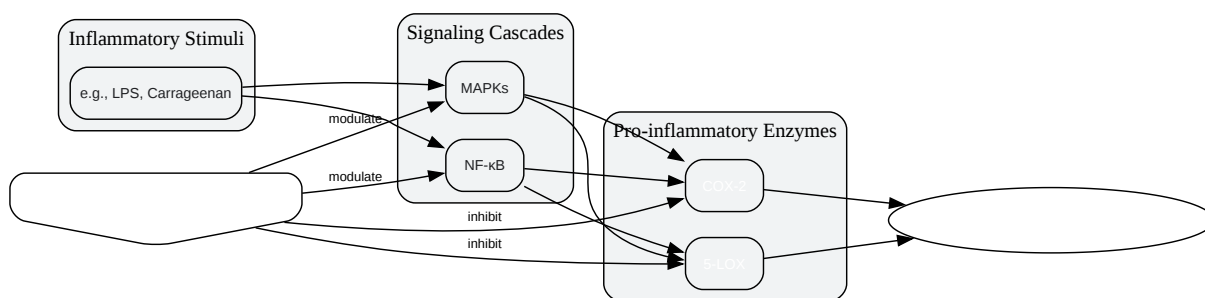 Inflammatory Stimuli
e.g., LPS, Carrageenan
Signaling Cascades
MAPKs
NF-κB
modulate
modulate
inhibit
inhibit
Pro-inflammatory Enzymes
COX-2
5-LOX